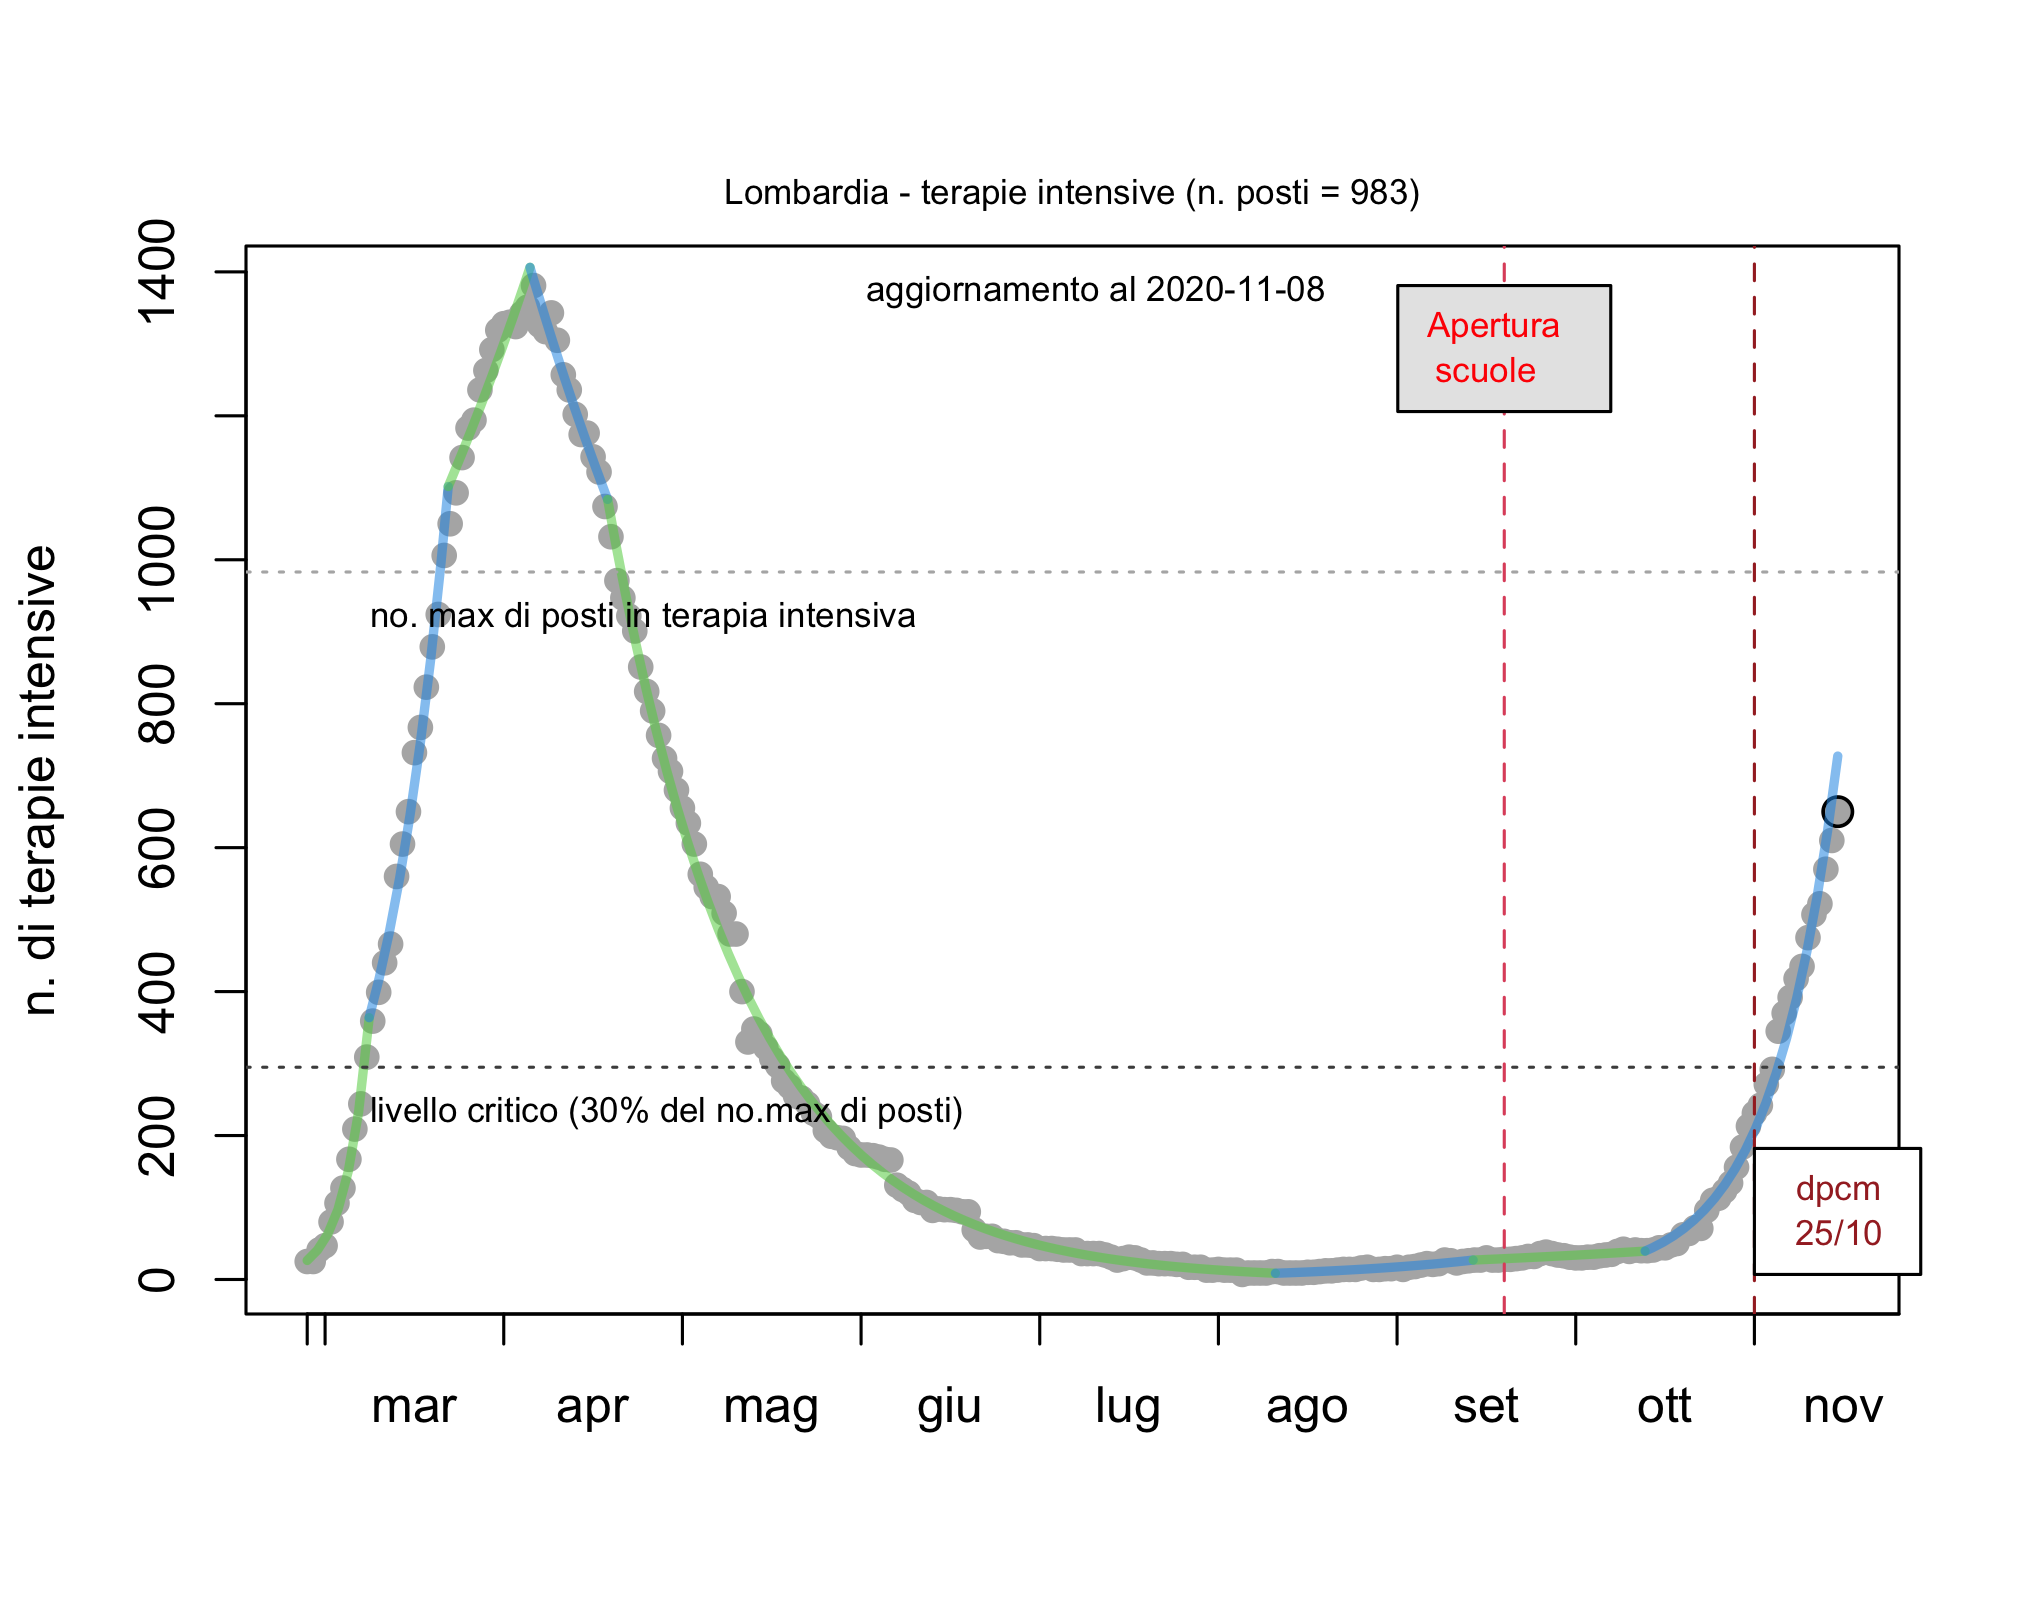 Lombardia - terapie intensive (n. posti = 983)
aggiornamento al 2020-11-08
Apertura
scuole
n. di terapie intensive
1400
1000
800
600
400
200
0
no. max di posti in terapia intensiva
livello critico (30% del no.max di posti)
dpcm
25/10
mar apr mag giu lug ago set ott nov